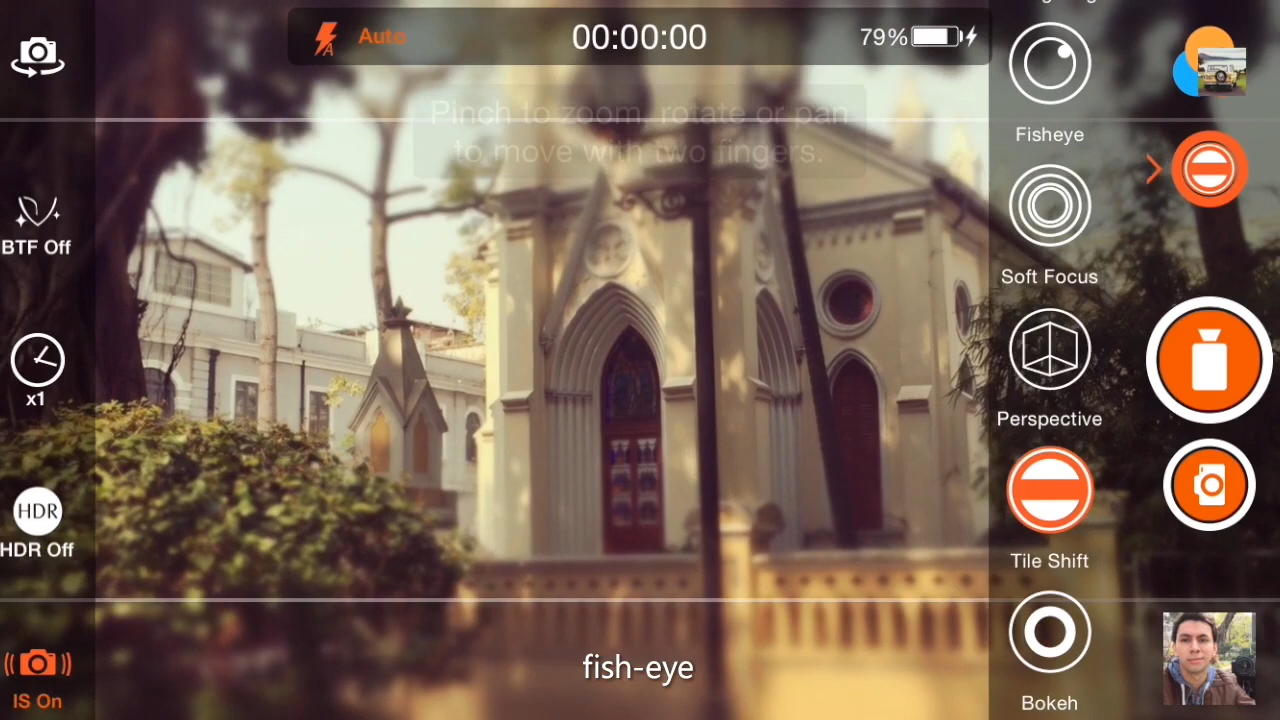 Auto
00:00:00
79%
Pinch to zoom, rotate or pan
to move with two fingers.
BTF Off
x1
HDR
HDR Off
IS On
Fisheye
Soft Focus
Perspective
Tile Shift
Bokeh
fish-eye